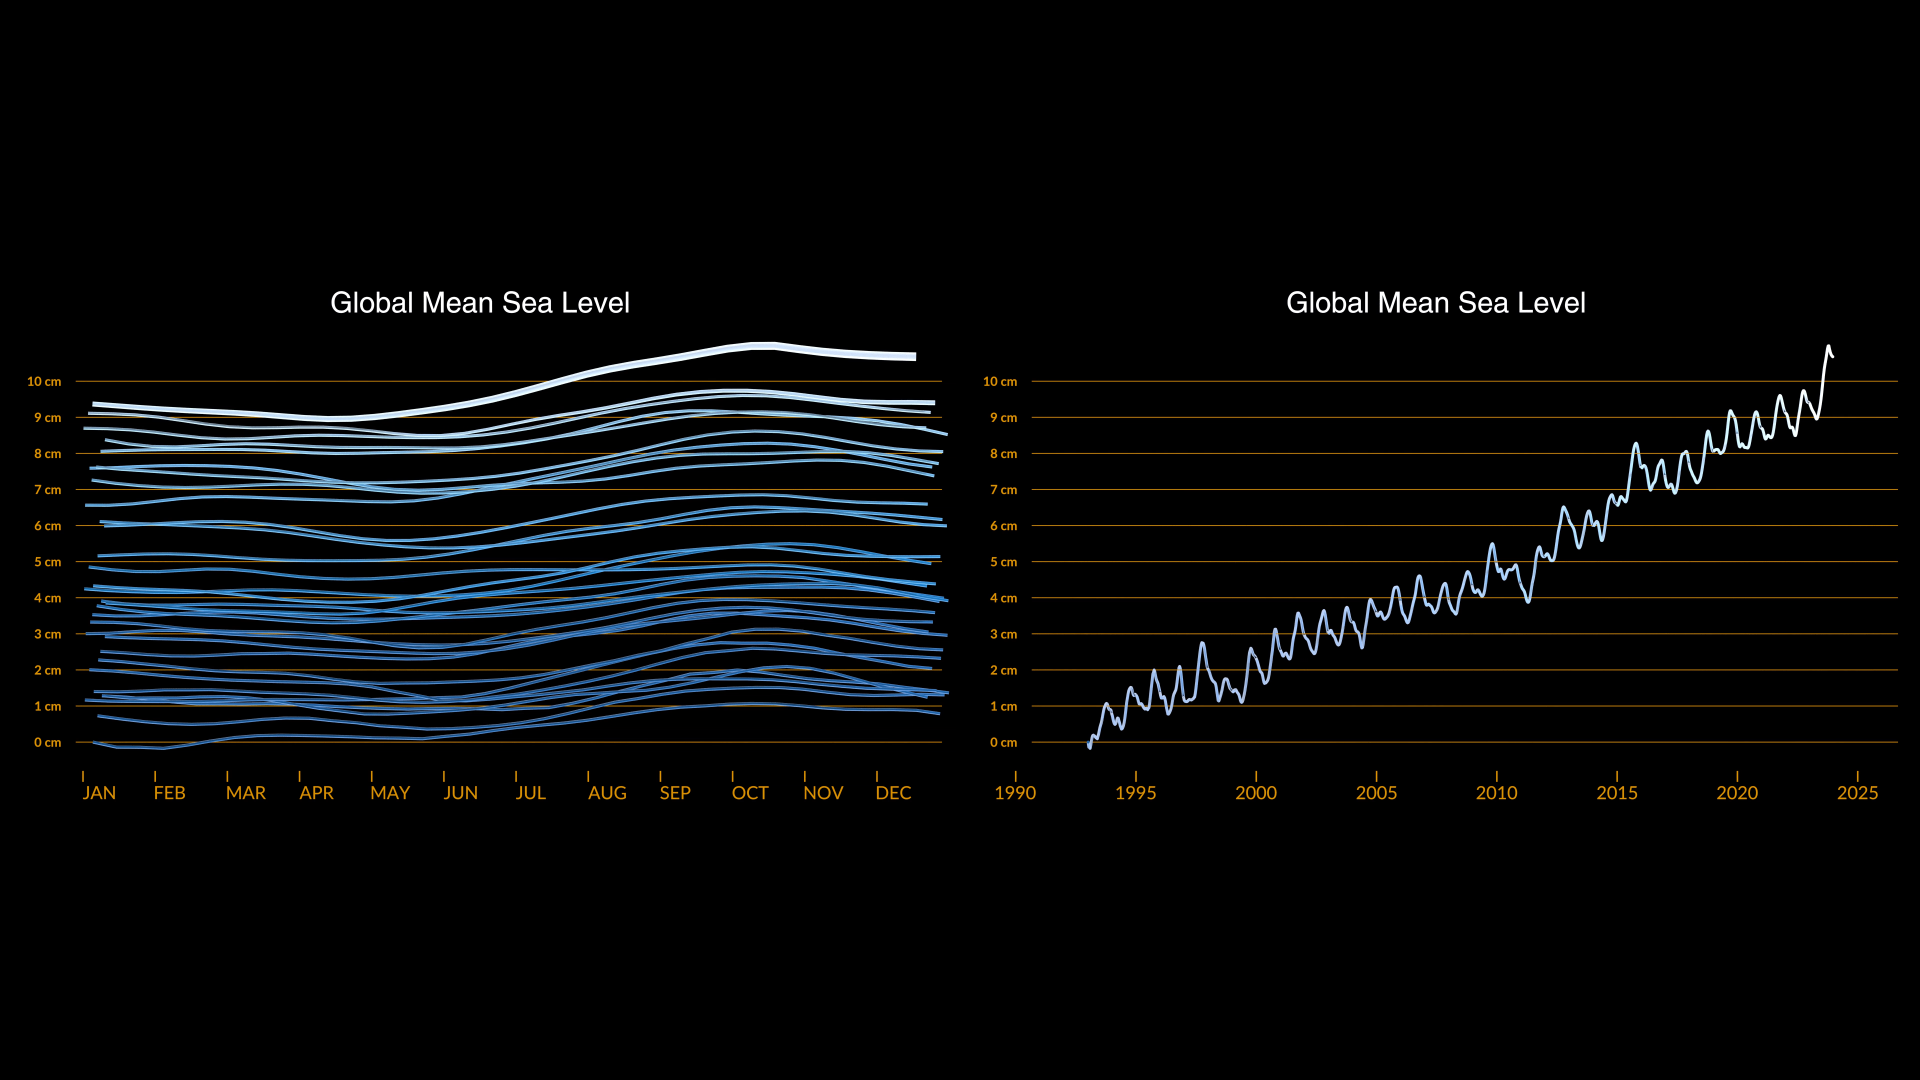 Global Mean Sea Level
10 cm
9 cm
8 cm
7 cm
6 cm
5 cm
4 cm
3 cm
2 cm
1 cm
0 cm
JAN FEB MAR APR MAY JUN JUL AUG SEP OCT NOV DEC
Global Mean Sea Level
10 cm
9 cm
8 cm
7 cm
6 cm
5 cm
4 cm
3 cm
2 cm
1 cm
0 cm
1990 1995 2000 2005 2010 2015 2020 2025